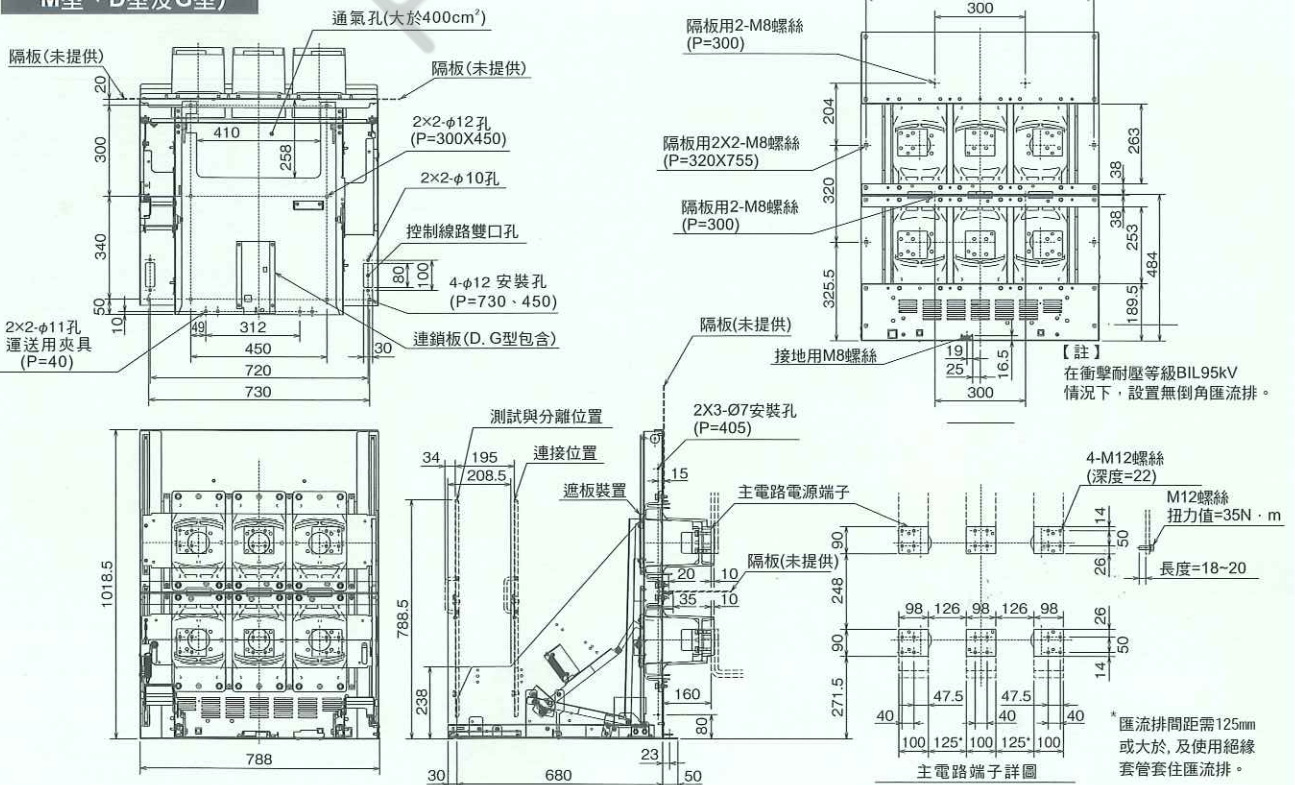 M型、D型及G型)
通氣孔(大於400cm²)
隔板(未提供)
隔板(未提供)
20
300
340
50
10
410
258
2×2-φ12孔
(P=300X450)
2×2-φ10孔
控制線路雙口孔
80
100
4-φ12 安裝孔
(P=730、450)
連鎖板(D. G型包含)
2×2-φ11孔
運送用夾具
(P=40)
49
312
30
450
720
730
300
隔板用2-M8螺絲
(P=300)
204
隔板用2X2-M8螺絲
(P=320X755)
320
隔板用2-M8螺絲
(P=300)
325.5
263
38
38
253
484
189.5
接地用M8螺絲
19
25
16.5
300
【註】
在衝擊耐壓等級BIL95kV
情況下，設置無倒角匯流排。
1018.5
788
測試與分離位置
連接位置
34
195
208.5
遮板裝置
隔板(未提供)
2X3-Ø7安裝孔
(P=405)
15
主電路電源端子
隔板(未提供)
20
10
35
10
788.5
238
160
80
23
30
680
50
4-M12螺絲
(深度=22)
M12螺絲
扭力值=35N · m
長度=18~20
14
50
26
90
248
98
126
98
126
98
26
50
14
90
271.5
47.5
47.5
40
40
40
100
125*
100
125*
100
主電路端子詳圖
*匯流排間距需125mm
或大於, 及使用絕緣
套管套住匯流排。